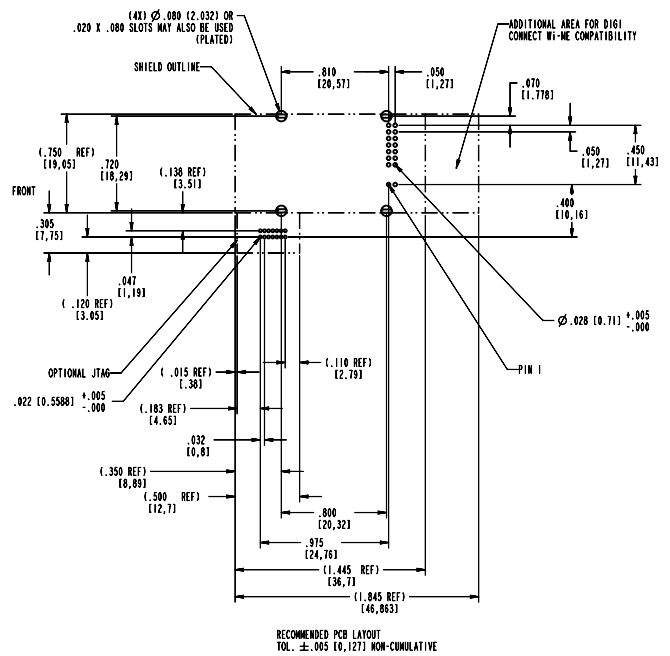 (4X) Ø .080 (2.032) OR
.020 X .080 SLOTS MAY ALSO BE USED
(PLATED)
ADDITIONAL AREA FOR DIGI
CONNECT Wi-ME COMPATIBILITY
SHIELD OUTLINE
.810
[20,57]
.050
[1,27]
.070
[1.778]
(.750 REF)
[19,05]
.720
[18,29]
(.138 REF)
[3.51]
.050
[1,27]
.450
[11,43]
FRONT
.305
[7,75]
.400
[10,16]
.047
[1,19]
(.120 REF)
[3.05]
Ø .028 [0.71] +.005
-.000
OPTIONAL JTAG
(.015 REF)
[.38]
(.110 REF)
[2.79]
PIN 1
.022 [0.5588] +.005
-.000
(.183 REF)
[4.65]
.032
[0,8]
(.350 REF)
[8,89]
(.500 REF)
[12,7]
.800
[20,32]
.975
[24,76]
(1.445 REF)
[36,7]
(1.845 REF)
[46,863]
RECOMMENDED PCB LAYOUT
TOL. ±.005 [0,127] NON-CUMULATIVE